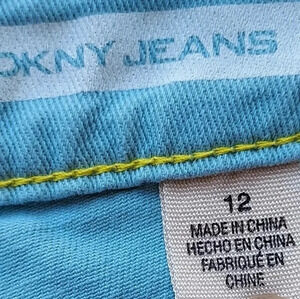 DKNY JEANS
12
MADE IN CHINA
HECHO EN CHINA
FABRIQUÉ EN
CHINE